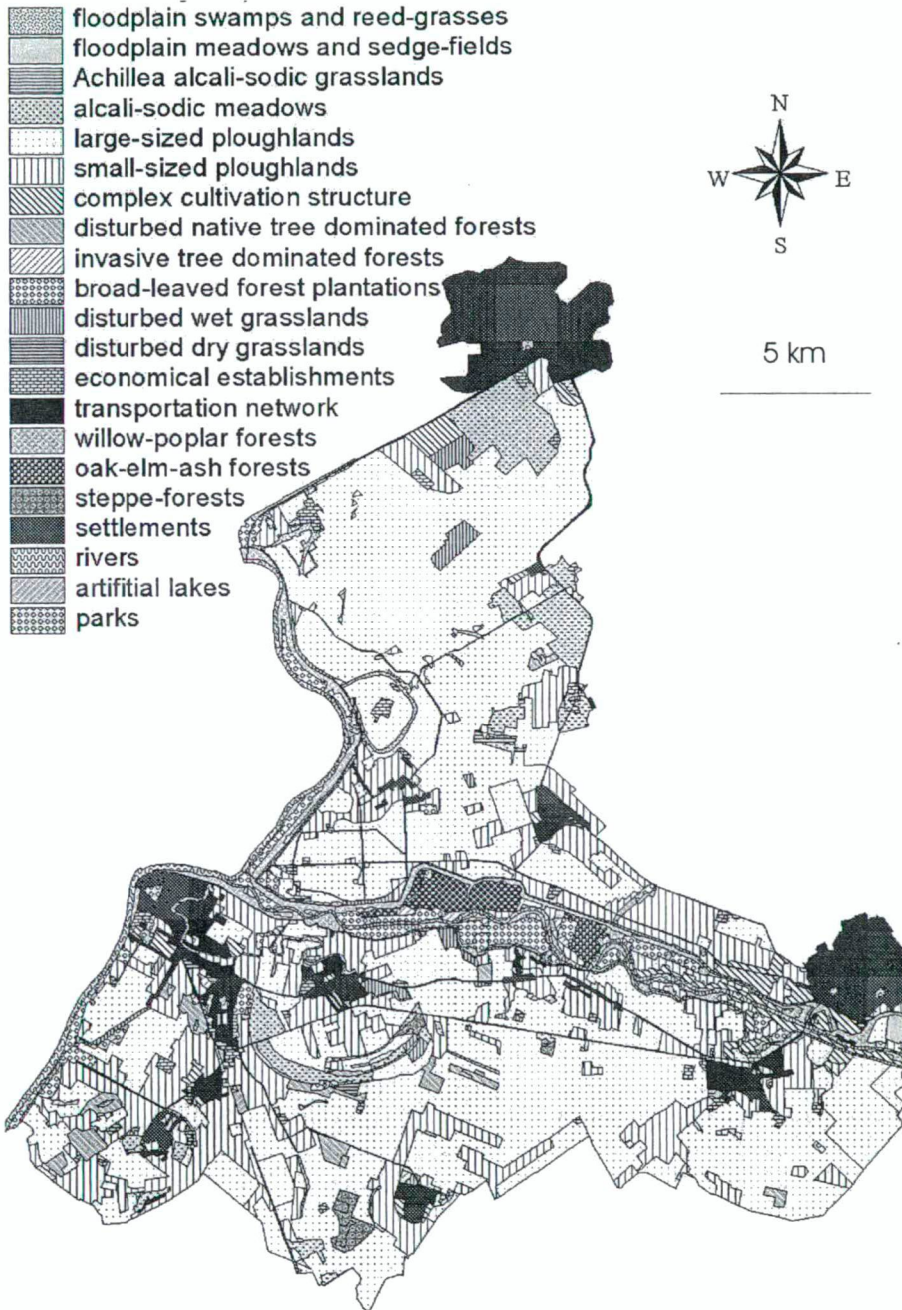 floodplain swamps and reed-grasses
floodplain meadows and sedge-fields
Achillea alcali-sodic grasslands
alcali-sodic meadows
large-sized ploughlands
small-sized ploughlands
complex cultivation structure
disturbed native tree dominated forests
invasive tree dominated forests
broad-leaved forest plantations
disturbed wet grasslands
disturbed dry grasslands
economical establishments
transportation network
willow-poplar forests
oak-elm-ash forests
steppe-forests
settlements
rivers
artifitial lakes
parks
N
W E
S
5 km